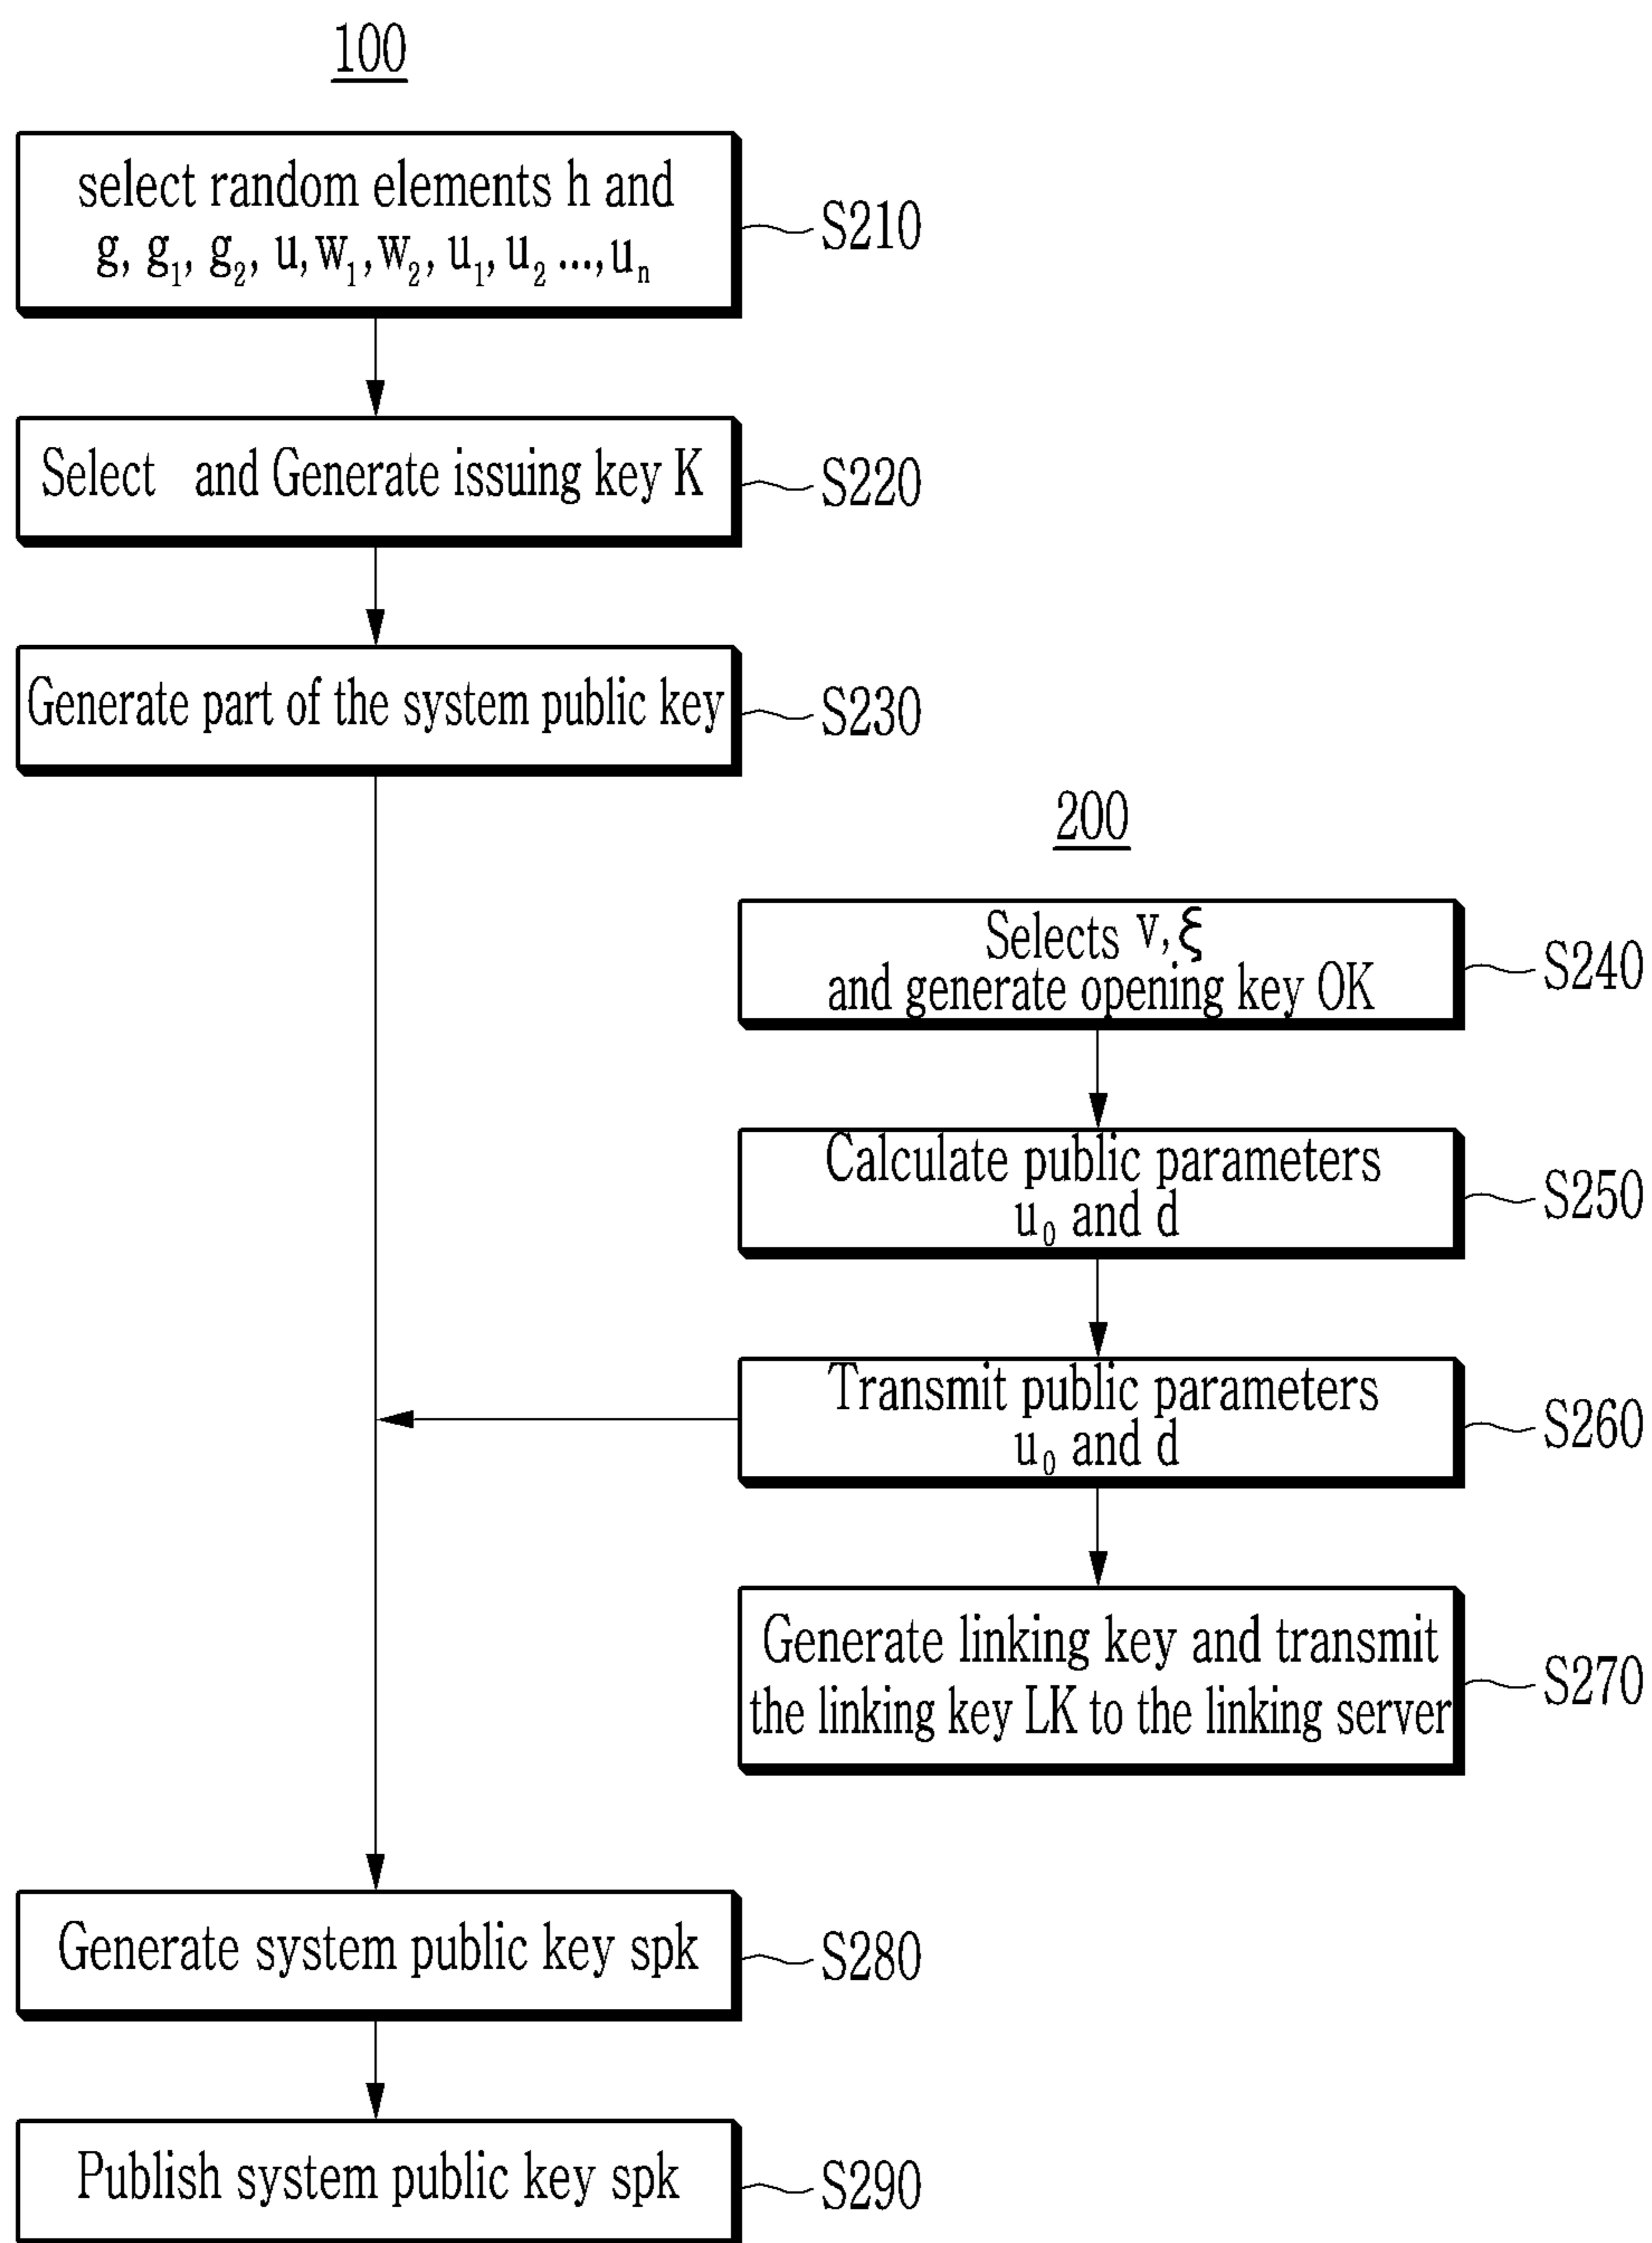 100
select random elements h and
g, g₁, g₂, u, w₁, w₂, u₁, u₂ ..., uₙ
S210
Select and Generate issuing key K
S220
Generate part of the system public key
S230
200
Selects v, ξ
and generate opening key OK
S240
Calculate public parameters
u₀ and d
S250
Transmit public parameters
u₀ and d
S260
Generate linking key and transmit
the linking key LK to the linking server
S270
Generate system public key spk
S280
Publish system public key spk
S290